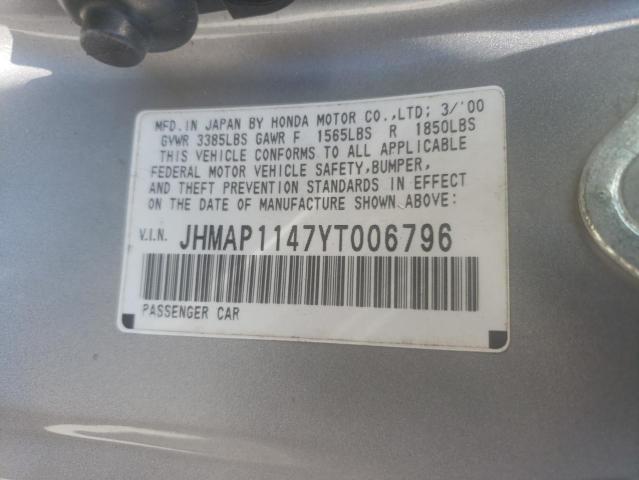 MFD. IN JAPAN BY HONDA MOTOR CO.,LTD; 3/'00
GVWR 3385LBS GAWR F 1565LBS R 1850LBS
THIS VEHICLE CONFORMS TO ALL APPLICABLE
FEDERAL MOTOR VEHICLE SAFETY,BUMPER,
AND THEFT PREVENTION STANDARDS IN EFFECT
ON THE DATE OF MANUFACTURE SHOWN ABOVE:
V.I.N. JHMAP1147YT006796
PASSENGER CAR